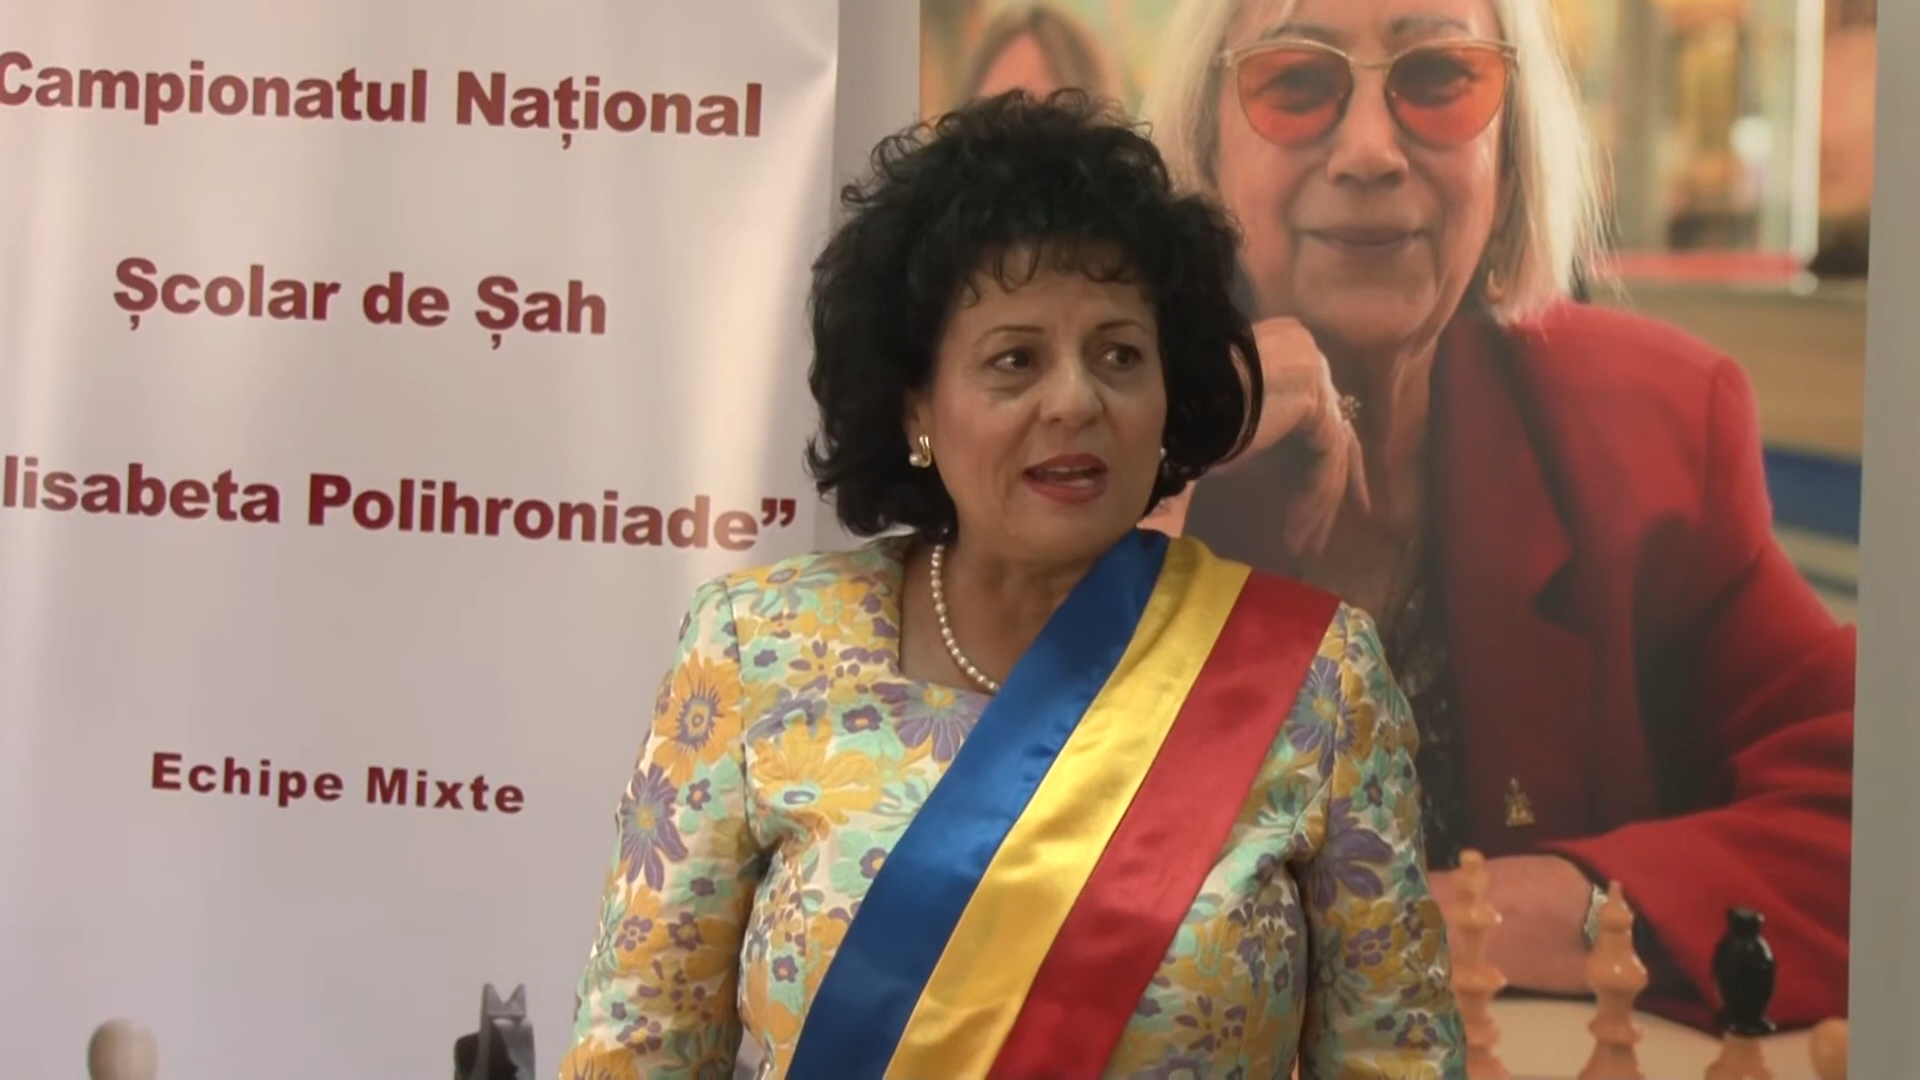 Campionatul Național
Școlar de Șah
lisabeta Polihroniade”
Echipe Mixte